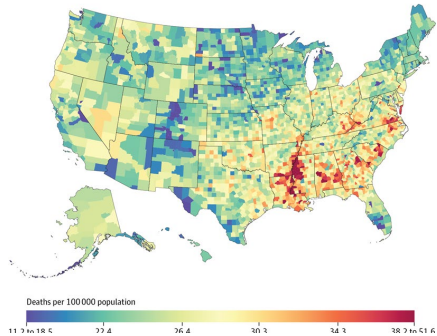 Deaths per 100 000 population
11.2 to 18.5 22.4 26.4 30.3 34.3 38.2 to 51.6